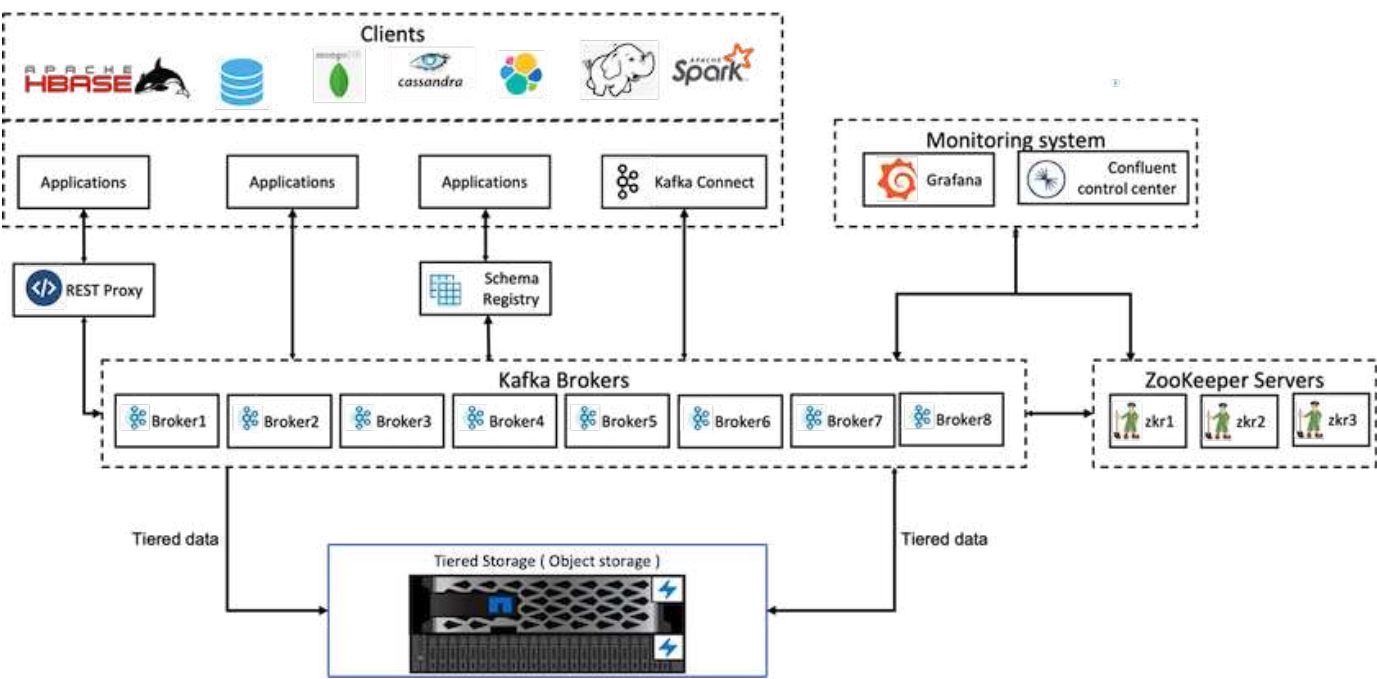 Clients
APACHE
HBASE
mongoDB
cassandra
APACHE
Spark
Monitoring system
Grafana
Confluent
control center
Applications
Applications
Applications
Kafka Connect
REST Proxy
Schema
Registry
Kafka Brokers
Broker1
Broker2
Broker3
Broker4
Broker5
Broker6
Broker7
Broker8
ZooKeeper Servers
zkr1
zkr2
zkr3
Tiered data
Tiered data
Tiered Storage ( Object storage )